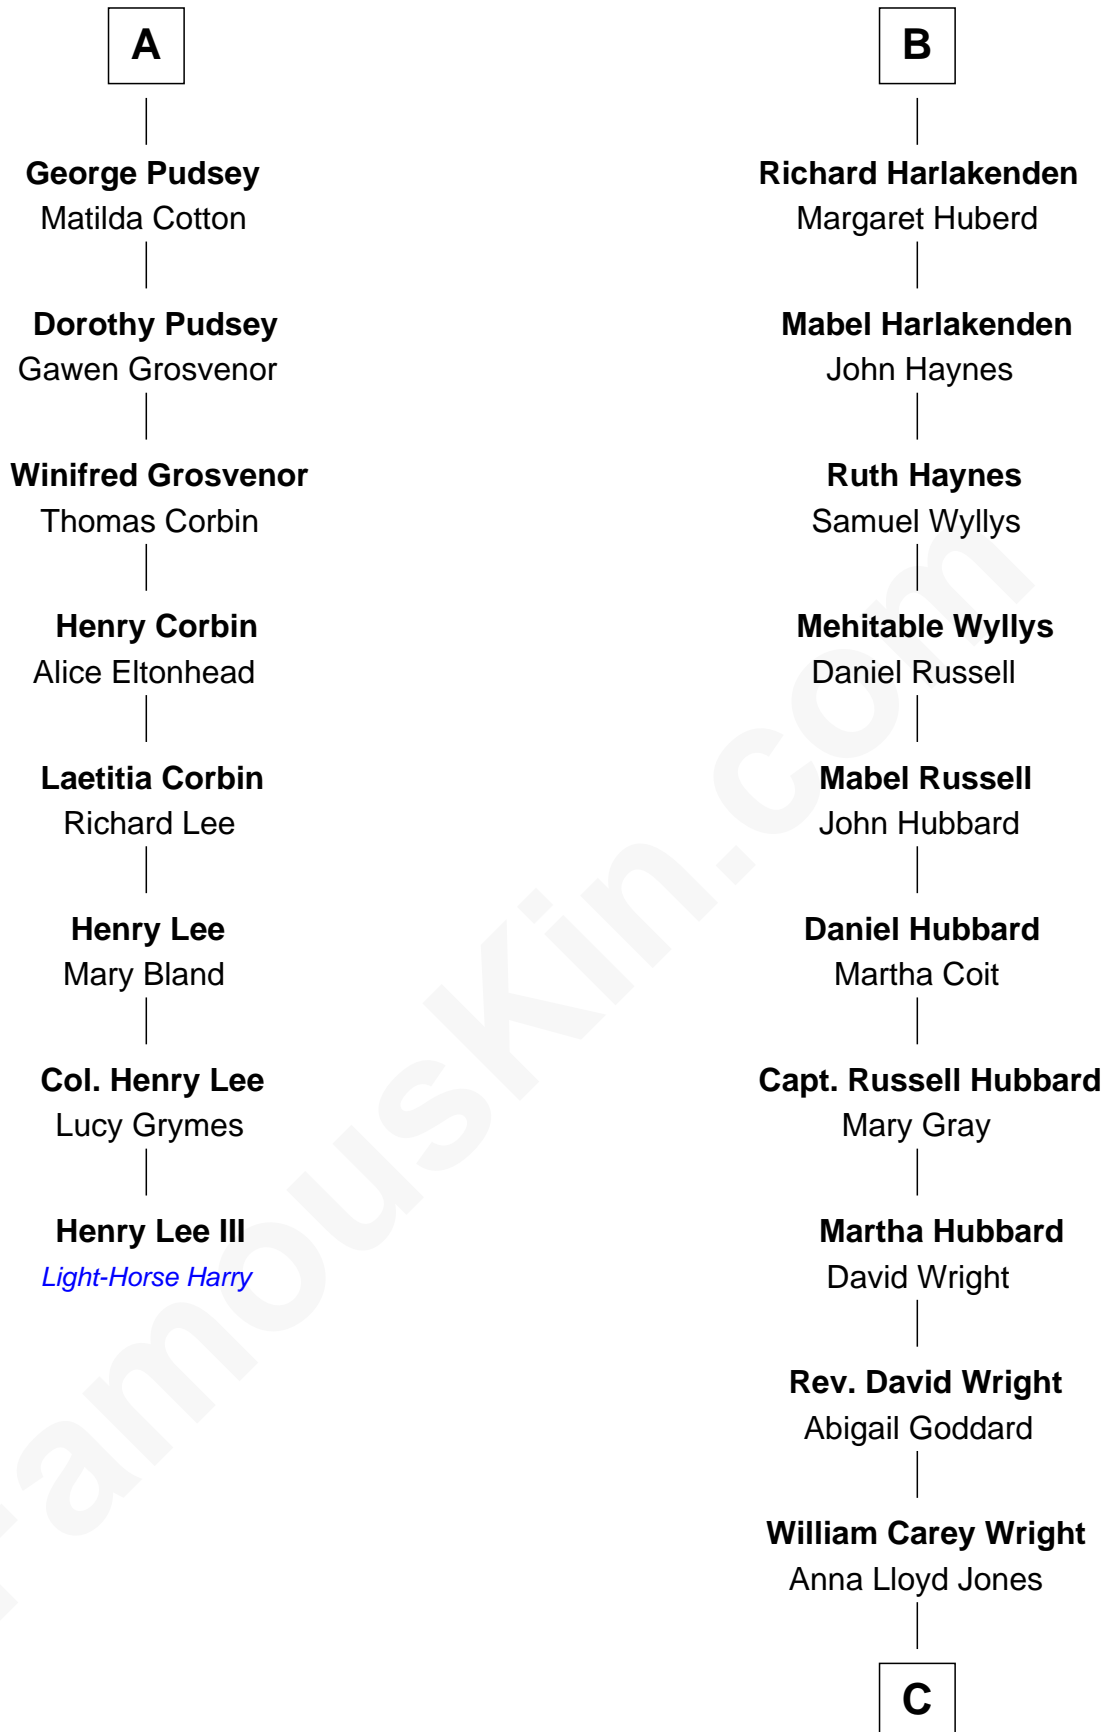 A
George Pudsey
Matilda Cotton
Dorothy Pudsey
Gawen Grosvenor
Winifred Grosvenor
Thomas Corbin
Henry Corbin
Alice Eltonhead
Laetitia Corbin
Richard Lee
Henry Lee
Mary Bland
Col. Henry Lee
Lucy Grymes
Henry Lee III
Light-Horse Harry
B
Richard Harlakenden
Margaret Huberd
Mabel Harlakenden
John Haynes
Ruth Haynes
Samuel Wyllys
Mehitable Wyllys
Daniel Russell
Mabel Russell
John Hubbard
Daniel Hubbard
Martha Coit
Capt. Russell Hubbard
Mary Gray
Martha Hubbard
David Wright
Rev. David Wright
Abigail Goddard
William Carey Wright
Anna Lloyd Jones
C
FamousKin.com